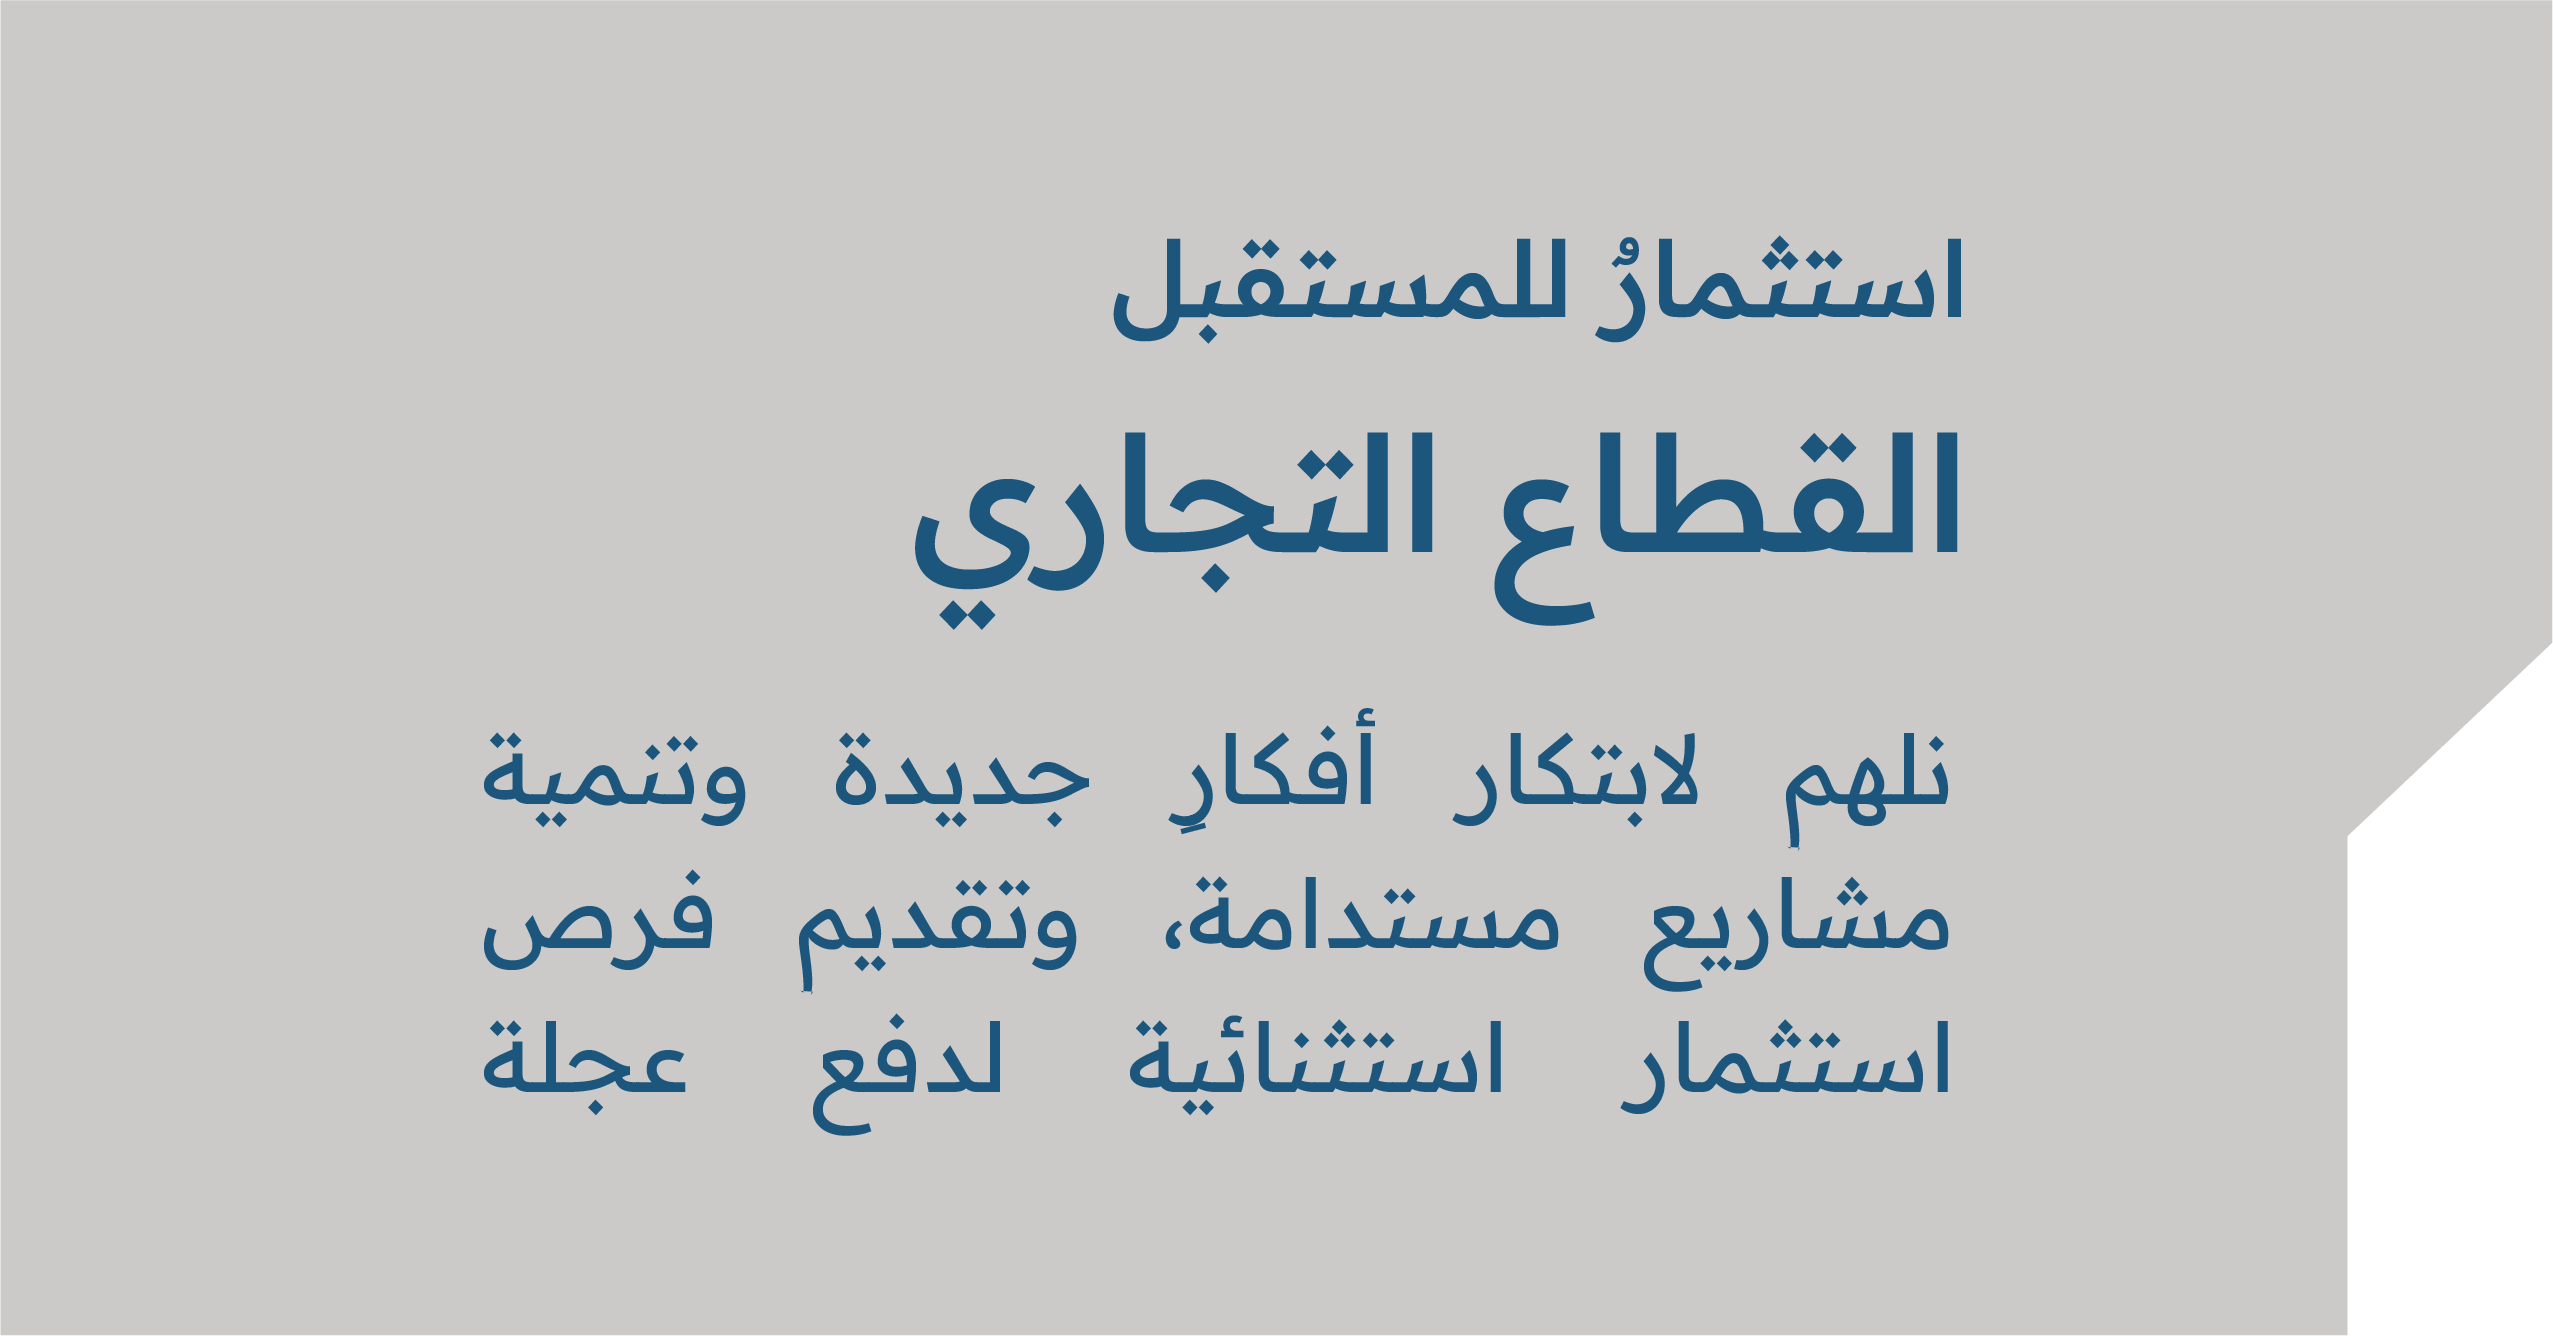 استثمارُ للمستقبل
القطاع التجاري
نلهم لابتكار أفكارٍ جديدة وتنمية
مشاريع مستدامة، وتقديم فرص
استثمار استثنائية لدفع عجلة